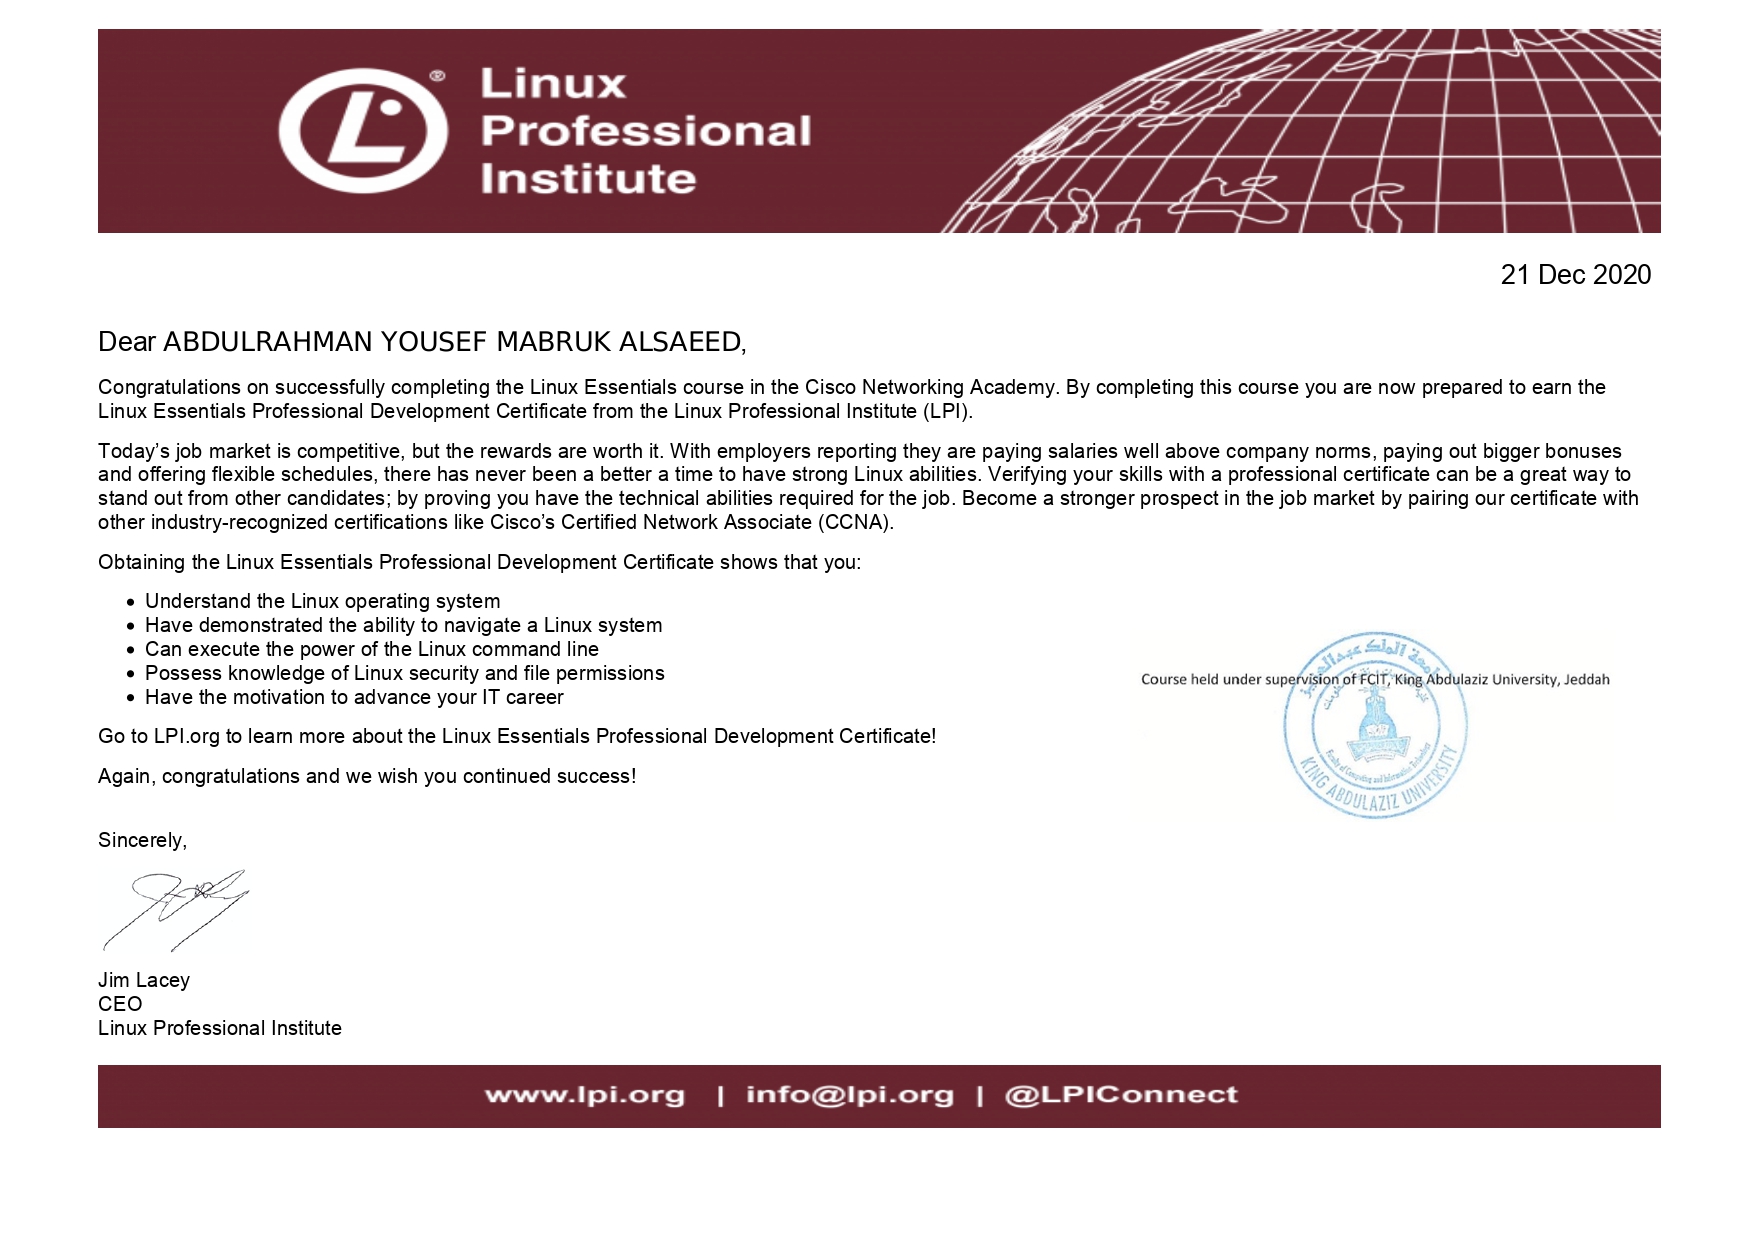 Linux
Professional
Institute
®
21 Dec 2020
Dear ABDULRAHMAN YOUSEF MABRUK ALSAEED,
Congratulations on successfully completing the Linux Essentials course in the Cisco Networking Academy. By completing this course you are now prepared to earn the
Linux Essentials Professional Development Certificate from the Linux Professional Institute (LPI).
Today’s job market is competitive, but the rewards are worth it. With employers reporting they are paying salaries well above company norms, paying out bigger bonuses
and offering flexible schedules, there has never been a better a time to have strong Linux abilities. Verifying your skills with a professional certificate can be a great way to
stand out from other candidates; by proving you have the technical abilities required for the job. Become a stronger prospect in the job market by pairing our certificate with
other industry-recognized certifications like Cisco’s Certified Network Associate (CCNA).
Obtaining the Linux Essentials Professional Development Certificate shows that you:
• Understand the Linux operating system
• Have demonstrated the ability to navigate a Linux system
• Can execute the power of the Linux command line
• Possess knowledge of Linux security and file permissions
• Have the motivation to advance your IT career
جامعة الملك عبدالعزيز
Course held under supervision of FCIT, King Abdulaziz University, Jeddah
Faculty of Computing and Information Technology
KING ABDULAZIZ UNIVERSITY
Go to LPI.org to learn more about the Linux Essentials Professional Development Certificate!
Again, congratulations and we wish you continued success!
Sincerely,
Jim Lacey
CEO
Linux Professional Institute
www.lpi.org | info@lpi.org | @LPIConnect